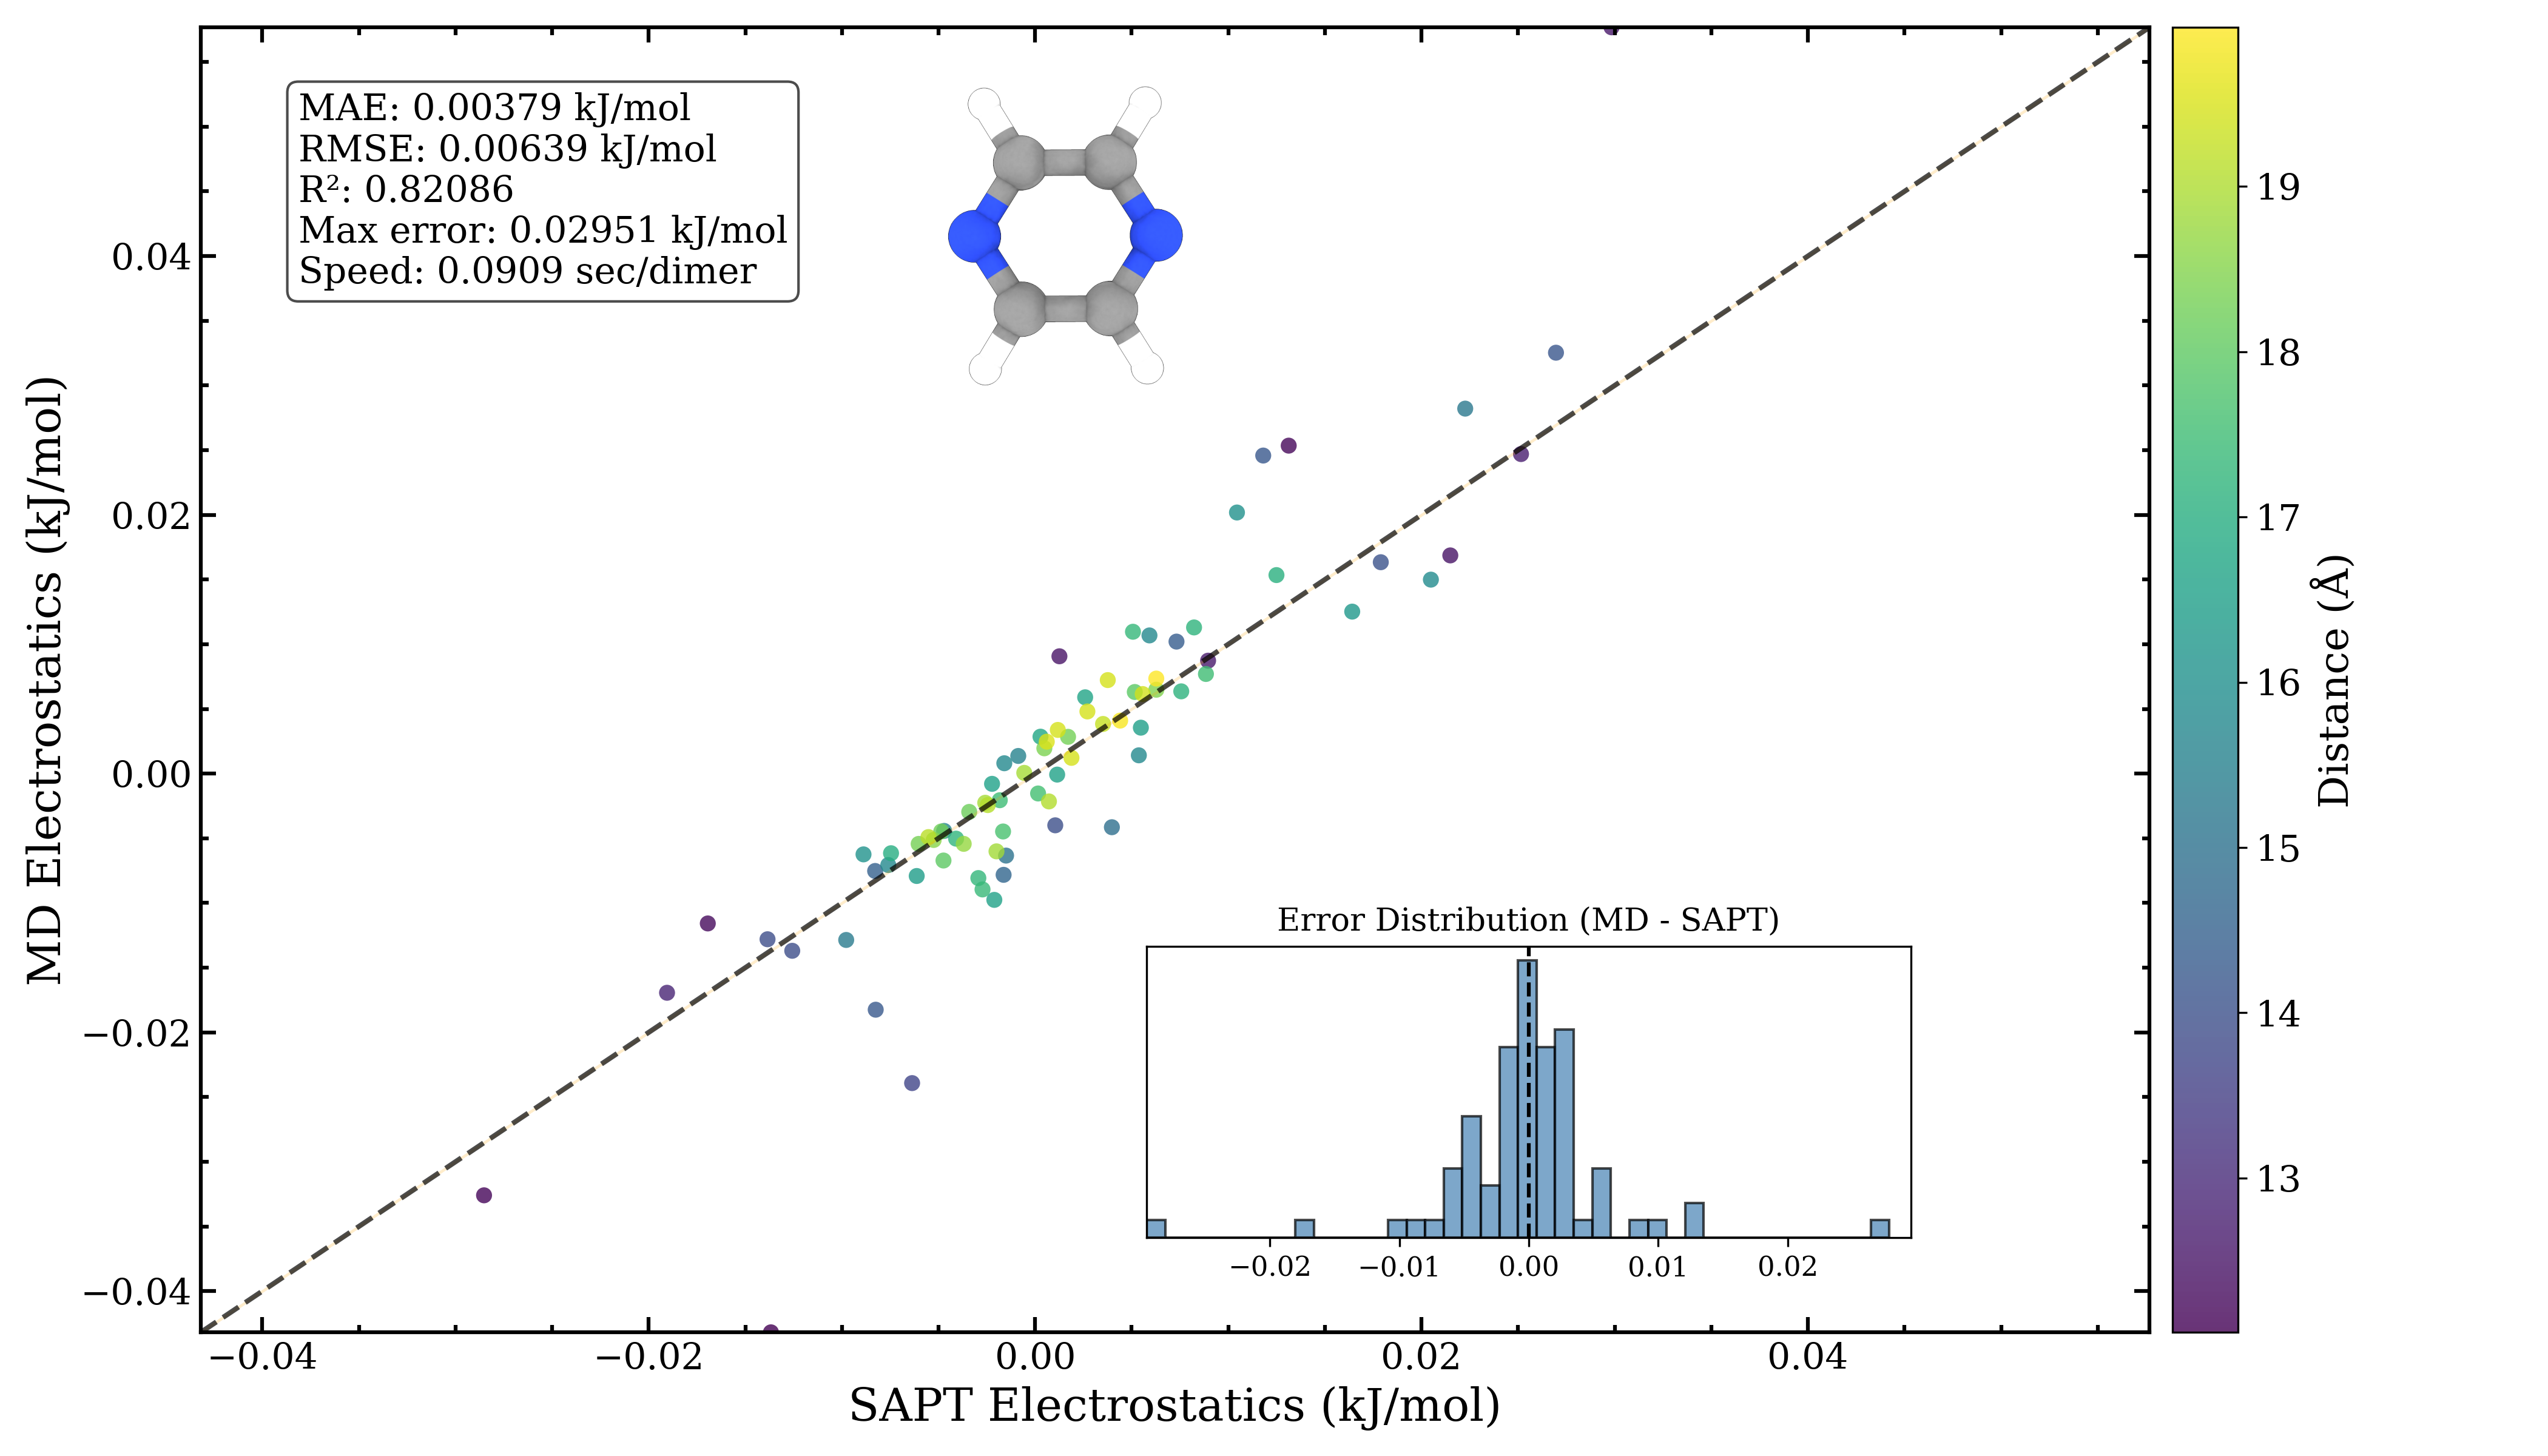 MAE: 0.00379 kJ/mol
RMSE: 0.00639 kJ/mol
R²: 0.82086
Max error: 0.02951 kJ/mol
Speed: 0.0909 sec/dimer
MD Electrostatics (kJ/mol)
0.04
0.02
0.00
−0.02
−0.04
−0.04 −0.02 0.00 0.02 0.04
SAPT Electrostatics (kJ/mol)
Error Distribution (MD - SAPT)
−0.02 −0.01 0.00 0.01 0.02
19
18
17
16
15
14
13
Distance (Å)